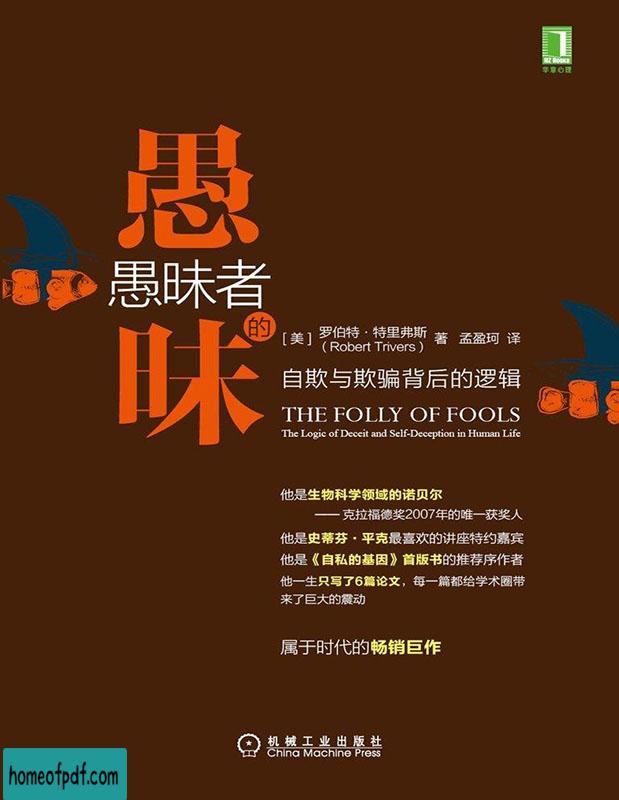 HZ Books
华章心理
愚
愚昧者
的
昧
[美] 罗伯特·特里弗斯 著 孟盈珂 译
（Robert Trivers）
自欺与欺骗背后的逻辑
THE FOLLY OF FOOLS
The Logic of Deceit and Self-Deception in Human Life
他是生物科学领域的诺贝尔
—— 克拉福德奖2007年的唯一获奖人
他是史蒂芬·平克最喜欢的讲座特约嘉宾
他是《自私的基因》首版书的推荐序作者
他一生只写了6篇论文，每一篇都给学术圈带
来了巨大的震动
属于时代的畅销巨作
机械工业出版社
China Machine Press
homeofpdf.com